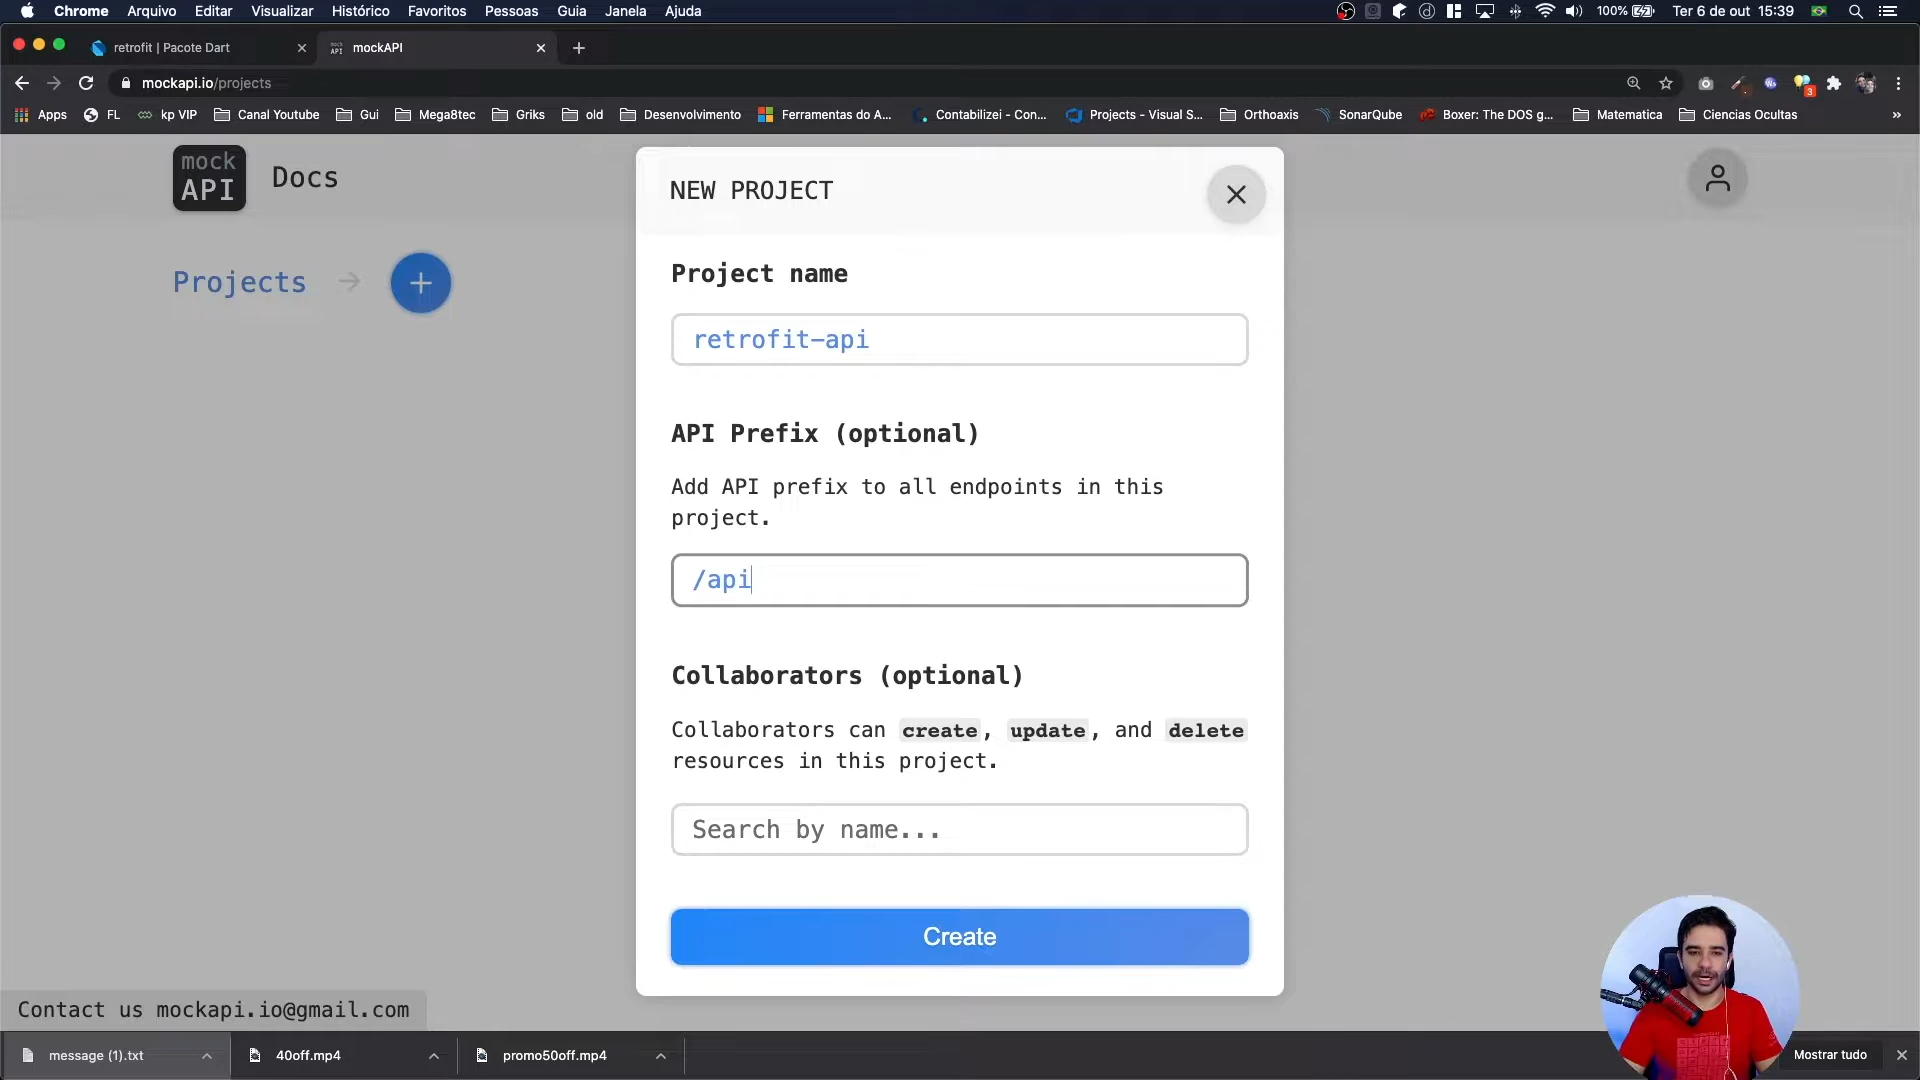 Chrome Arquivo Editar Visualizar Histórico Favoritos Pessoas Guia Janela Ajuda 100% Ter 6 de out 15:39
retrofit | Pacote Dart mock API mockAPI
mockapi.io/projects 3
Apps FL kp VIP Canal Youtube Gui Mega8tec Griks old Desenvolvimento Ferramentas do A... Contabilizei - Con... Projects - Visual S... Orthoaxis SonarQube Boxer: The DOS g... Matematica Ciencias Ocultas »
mock
API
Docs
NEW PROJECT
Projects → +
Project name
retrofit-api
API Prefix (optional)
Add API prefix to all endpoints in this
project.
/api
Collaborators (optional)
Collaborators can create, update, and delete
resources in this project.
Search by name...
Create
Contact us mockapi.io@gmail.com
message (1).txt 40off.mp4 promo50off.mp4 Mostrar tudo